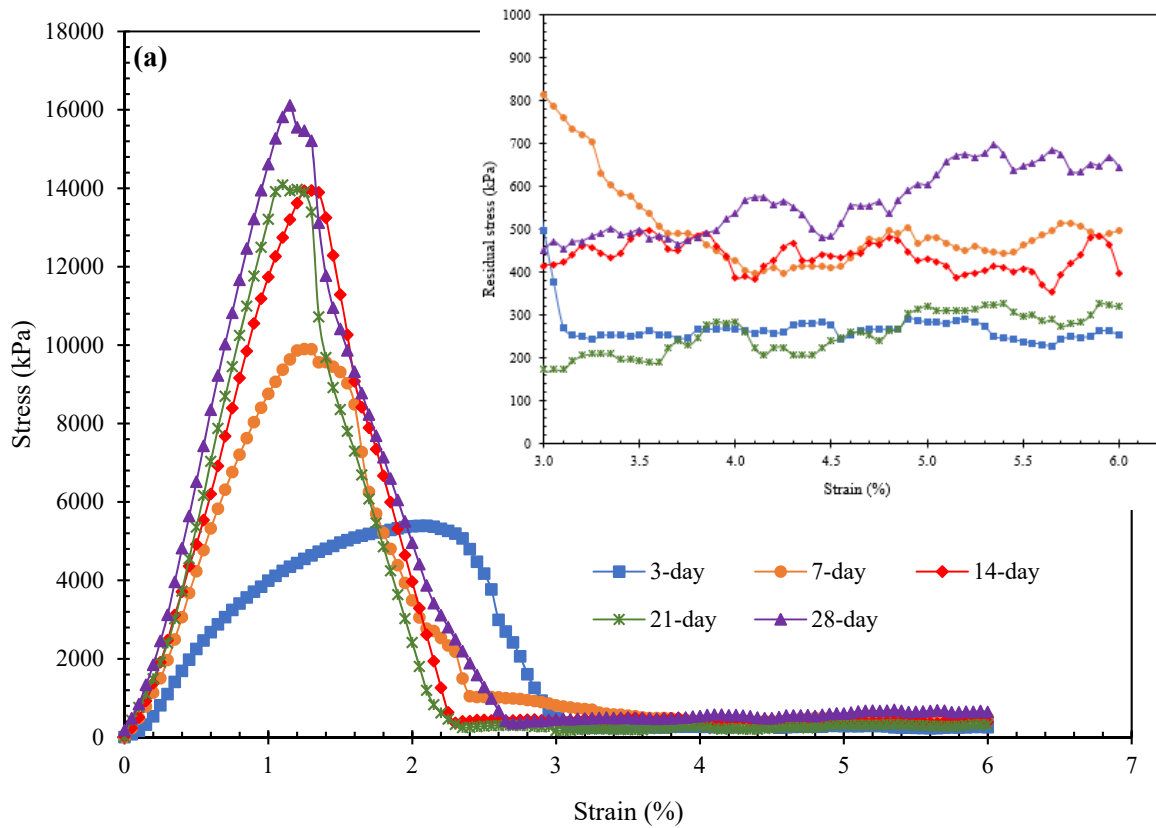 (a)
Stress (kPa)
18000
16000
14000
12000
10000
8000
6000
4000
2000
0
0 1 2 3 4 5 6 7
Strain (%)
Residual stress (kPa)
1000
900
800
700
600
500
400
300
200
100
0
3.0 3.5 4.0 4.5 5.0 5.5 6.0
Strain (%)
3-day 7-day 14-day
21-day 28-day